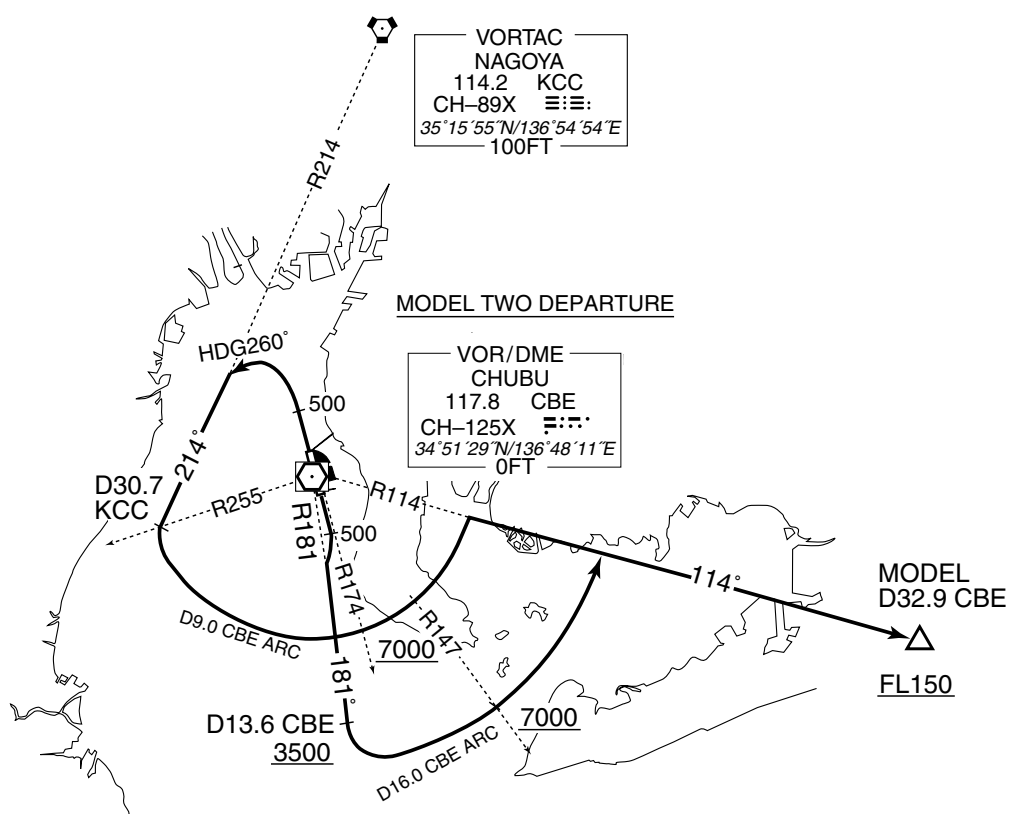 VORTAC
NAGOYA
114.2 KCC
CH–89X
35°15´55˝N/136°54´54˝E
100FT
R214
MODEL TWO DEPARTURE
HDG260°
VOR/DME
CHUBU
117.8 CBE
CH–125X
34°51´29˝N/136°48´11˝E
0FT
500
214°
D30.7
KCC
R255
R114
R181
500
R174
114°
MODEL
D32.9 CBE
FL150
D9.0 CBE ARC
R147
7000
181°
D13.6 CBE
3500
7000
D16.0 CBE ARC